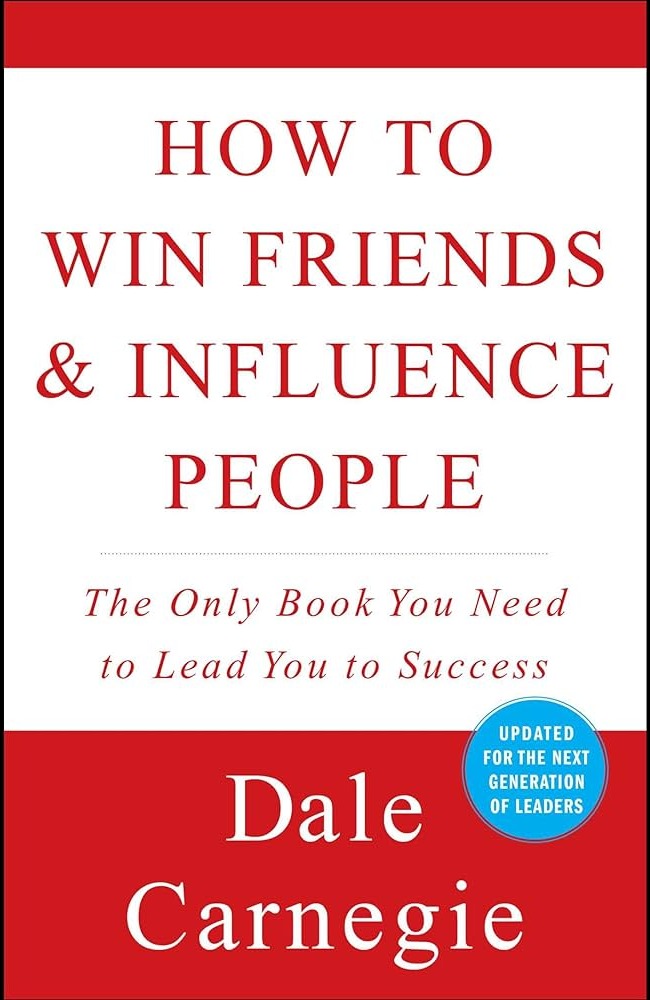 HOW TO
WIN FRIENDS
& INFLUENCE
PEOPLE
The Only Book You Need
to Lead You to Success
UPDATED
FOR THE NEXT
GENERATION
OF LEADERS
Dale
Carnegie